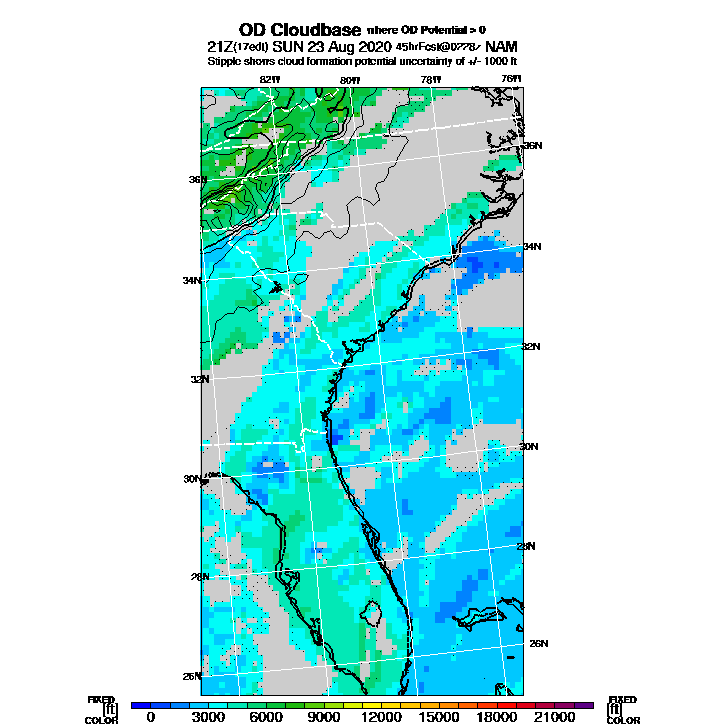 OD Cloudbase where OD Potential > 0
21Z(17edt) SUN 23 Aug 2020 45hrFcst@0778z NAM
Stipple shows cloud formation potential uncertainty of +/- 1000 ft
82W 80W 78W 76W
36N
36N
34N
34N
32N
32N
30N
30N
28N
28N
26N
26N
FIXED FIXED
[ft] 0 3000 6000 9000 12000 15000 18000 21000 [ft]
COLOR COLOR